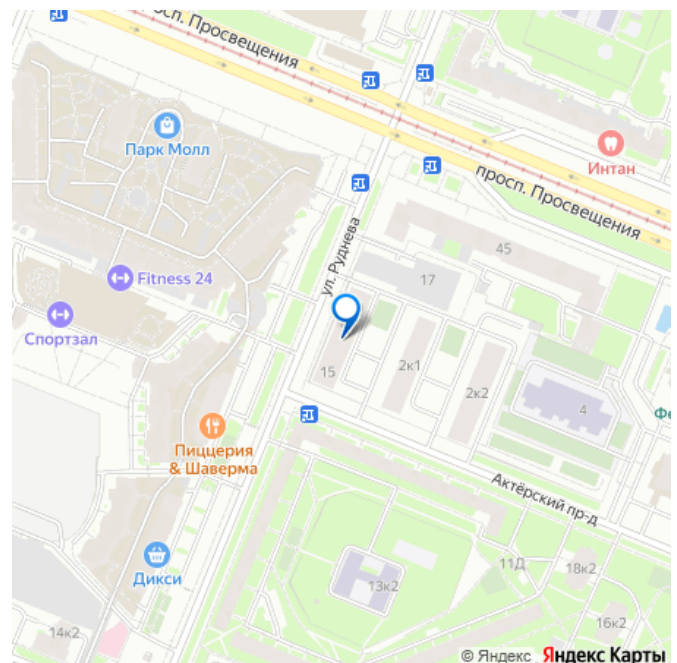 просп. Просвещения
Парк Молл
Интан
просп. Просвещения
ул. Руднева
45
17
Fitness 24
Спортзал
15
2к1
2к2
4
Фе
Пиццерия
& Шаверма
Актёрский пр-д
Дикси
11Д
18к2
13к2
16к2
14к2
© Яндекс Яндекс Карты